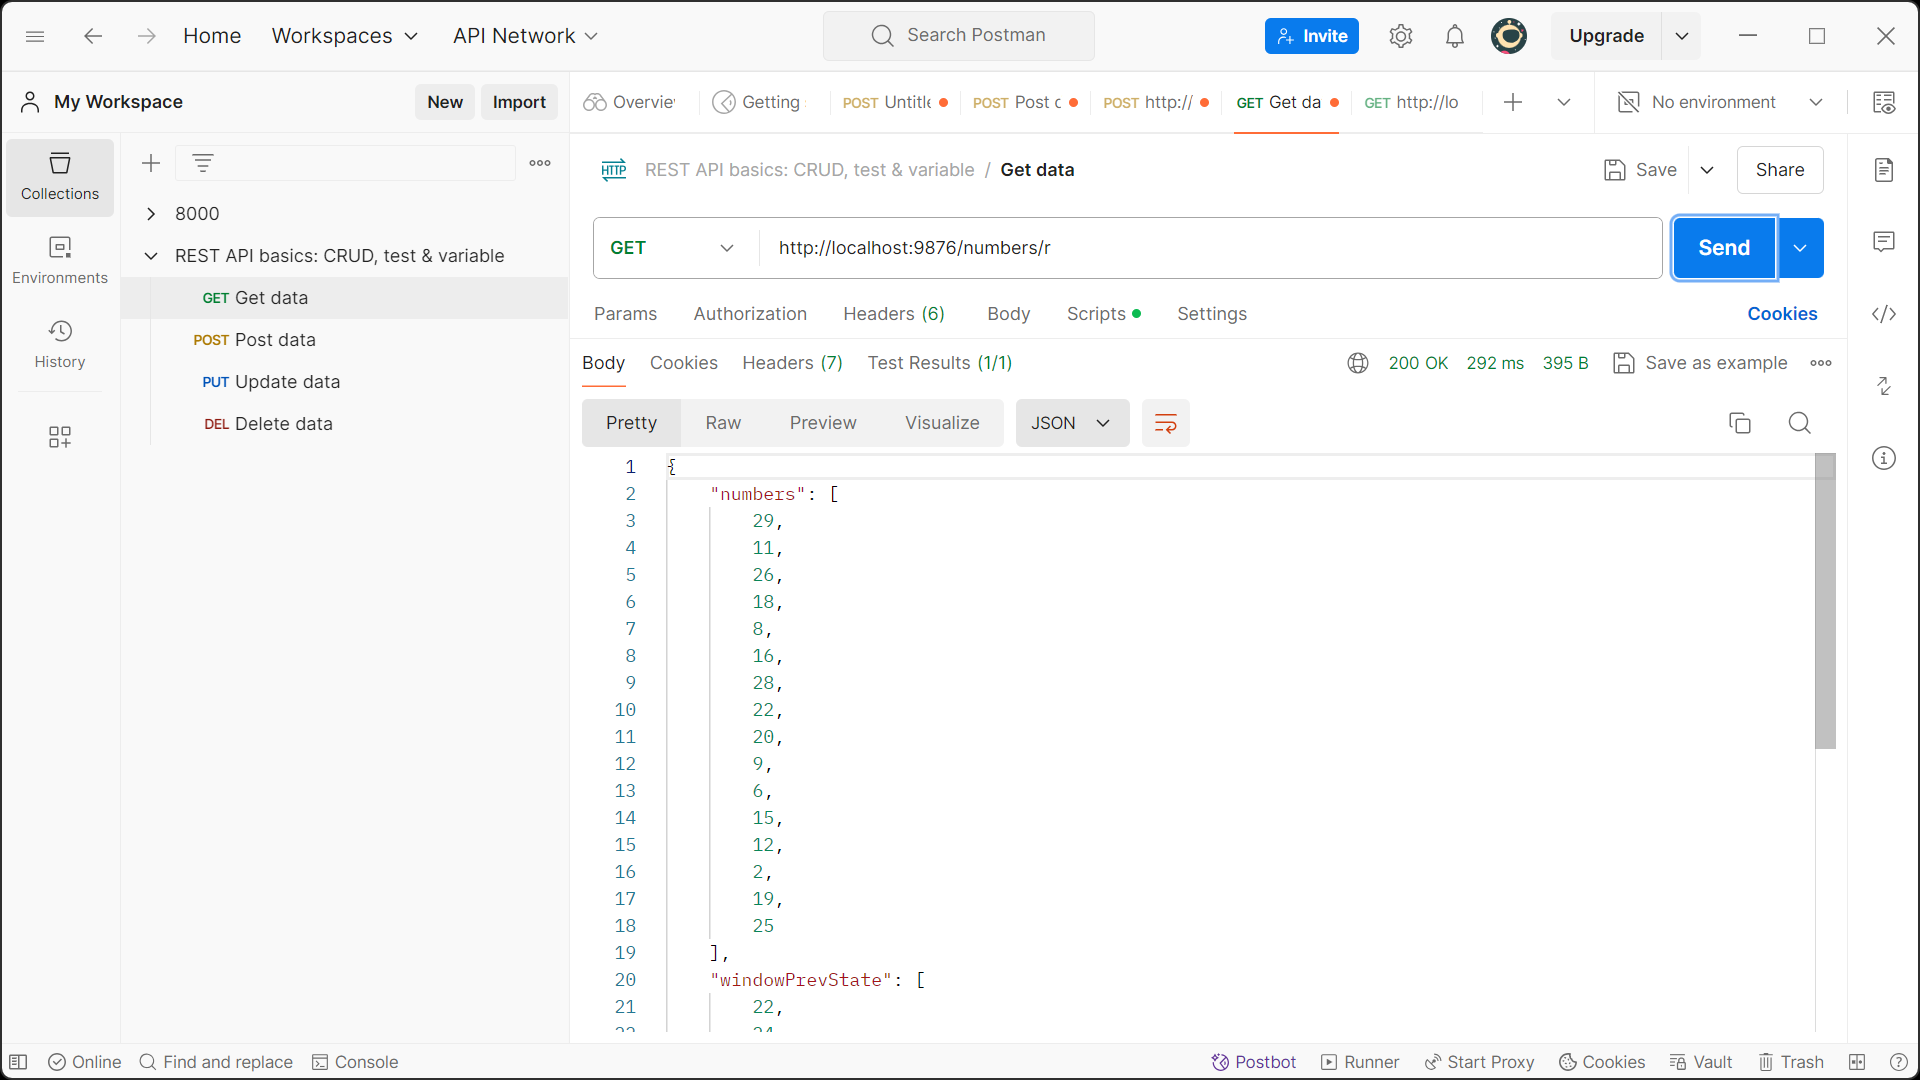 Home Workspaces API Network Search Postman Invite Upgrade
My Workspace New Import Overvie Getting POST Untitle POST Post c POST http:// GET Get da GET http://lo No environment
Collections
Environments
History
8000
REST API basics: CRUD, test & variable
GET Get data
POST Post data
PUT Update data
DEL Delete data
HTTP REST API basics: CRUD, test & variable / Get data Save Share
GET http://localhost:9876/numbers/r Send
Params Authorization Headers (6) Body Scripts Settings Cookies
Body Cookies Headers (7) Test Results (1/1) 200 OK 292 ms 395 B Save as example
Pretty Raw Preview Visualize JSON
1 {
2 "numbers": [
3 29,
4 11,
5 26,
6 18,
7 8,
8 16,
9 28,
10 22,
11 20,
12 9,
13 6,
14 15,
15 12,
16 2,
17 19,
18 25
19 ],
20 "windowPrevState": [
21 22,
Online Find and replace Console Postbot Runner Start Proxy Cookies Vault Trash